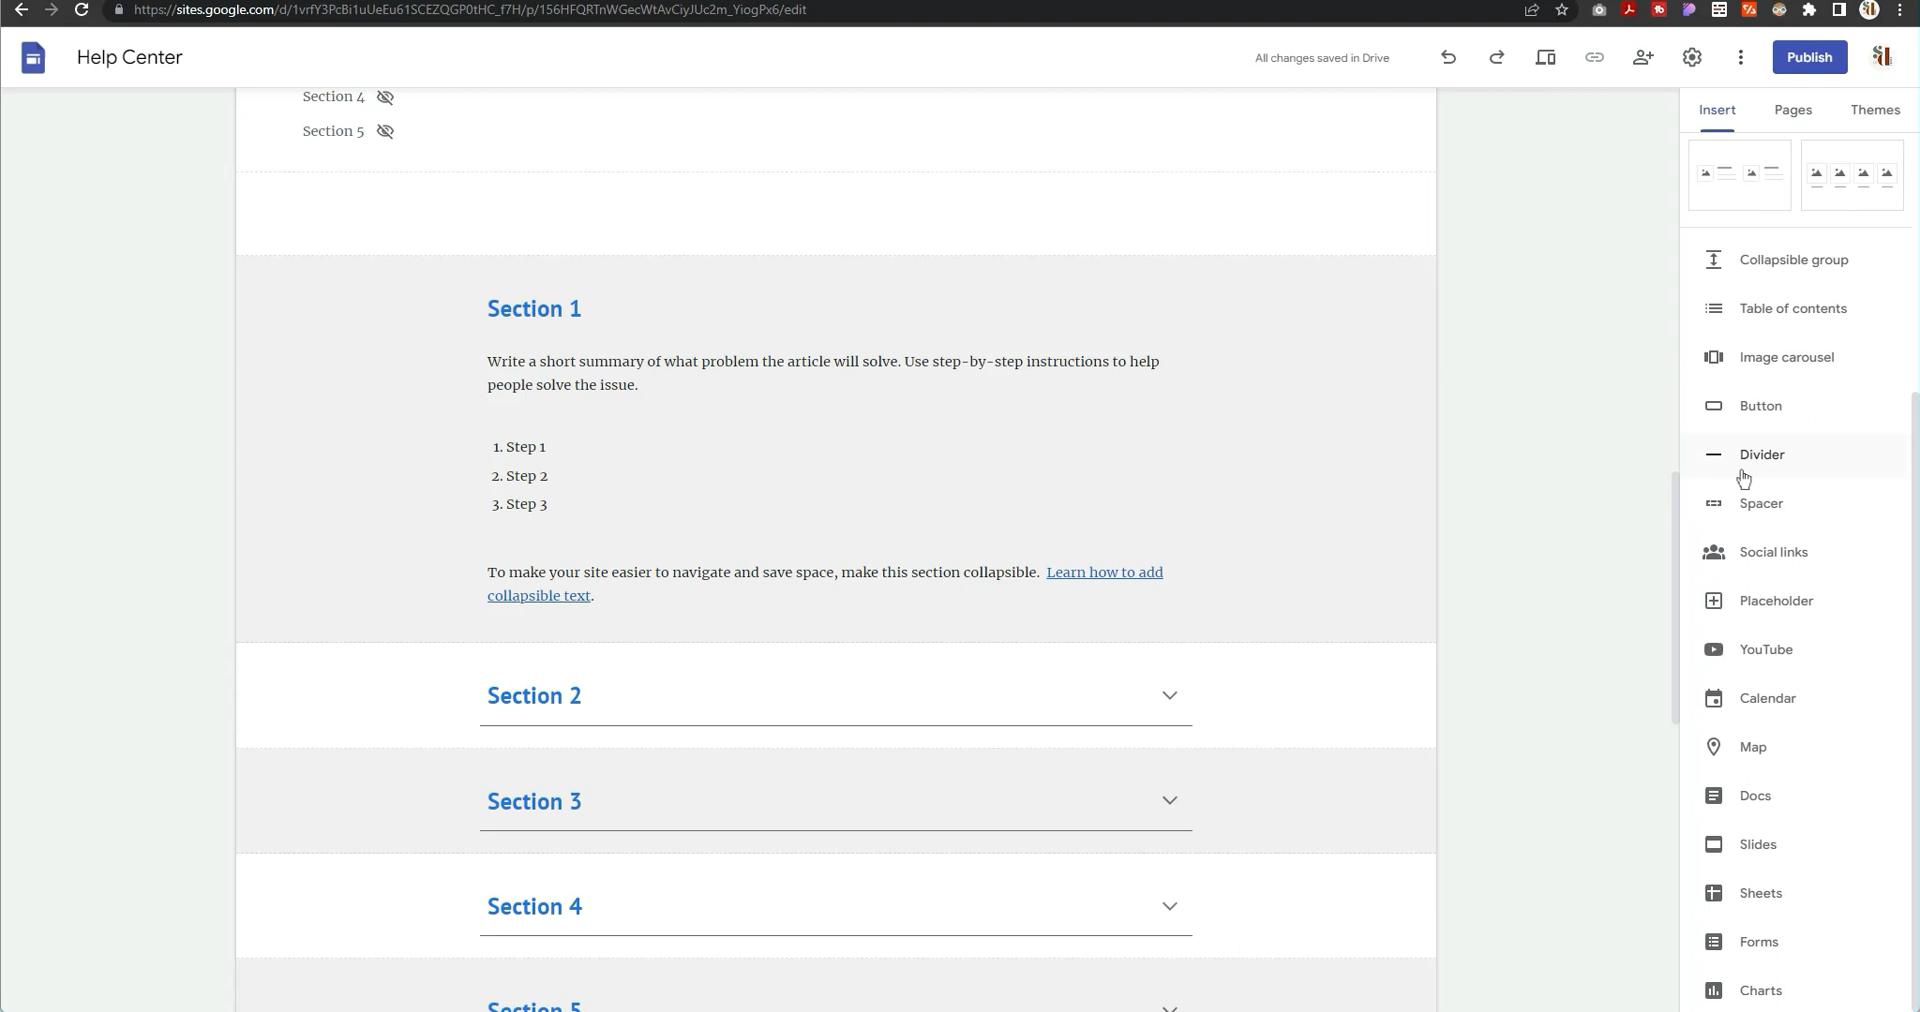 https://sites.google.com/d/1vrfY3PcBi1uUeEu61SCEZQGP0tHC_f7H/p/156HFQRTnWGecWtAvCiyJUc2m_YiogPx6/edit
Help Center
All changes saved in Drive
Publish
Section 4
Section 5
Insert
Pages
Themes
Section 1
Write a short summary of what problem the article will solve. Use step-by-step instructions to help
people solve the issue.
1. Step 1
2. Step 2
3. Step 3
To make your site easier to navigate and save space, make this section collapsible. Learn how to add
collapsible text.
Section 2
Section 3
Section 4
Section 5
Collapsible group
Table of contents
Image carousel
Button
Divider
Spacer
Social links
Placeholder
YouTube
Calendar
Map
Docs
Slides
Sheets
Forms
Charts